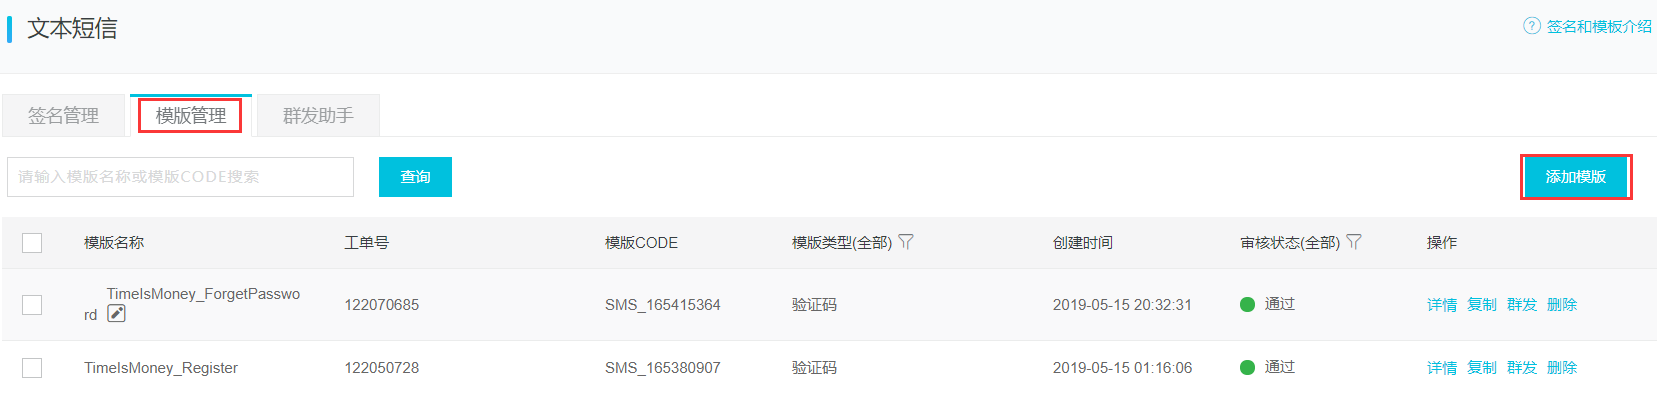 文本短信
? 签名和模板介绍
签名管理 模版管理 群发助手
请输入模版名称或模版CODE搜索 查询 添加模版
模版名称 工单号 模版CODE 模版类型(全部) 创建时间 审核状态(全部) 操作
TimeIsMoney_ForgetPasswo
rd 122070685 SMS_165415364 验证码 2019-05-15 20:32:31 通过 详情 复制 群发 删除
TimeIsMoney_Register 122050728 SMS_165380907 验证码 2019-05-15 01:16:06 通过 详情 复制 群发 删除